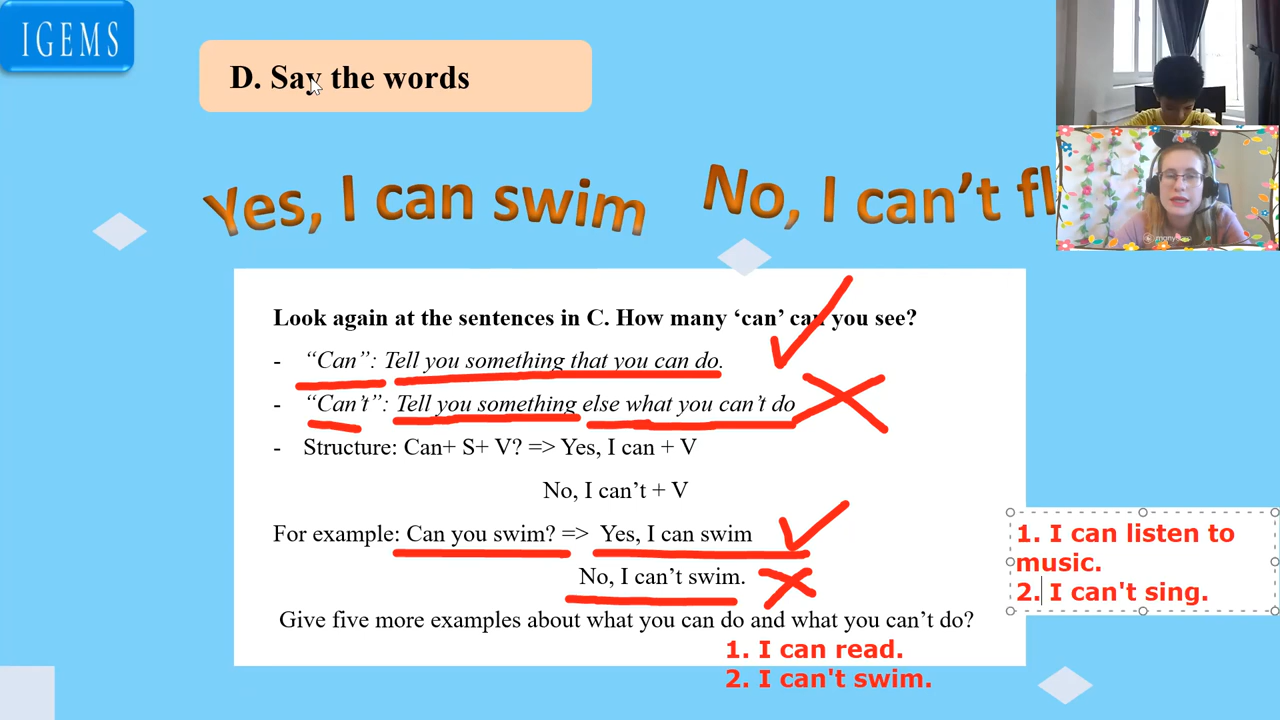 IGEMS
D. Say the words
Yes, I can swim
No, I can't fl
Look again at the sentences in C. How many ‘can’ can you see?
- “Can”: Tell you something that you can do.
- “Can’t”: Tell you something else what you can’t do
- Structure: Can+ S+ V? => Yes, I can + V
No, I can’t + V
For example: Can you swim? => Yes, I can swim
No, I can’t swim.
Give five more examples about what you can do and what you can’t do?
1. I can read.
2. I can't swim.
1. I can listen to
music.
2. I can't sing.